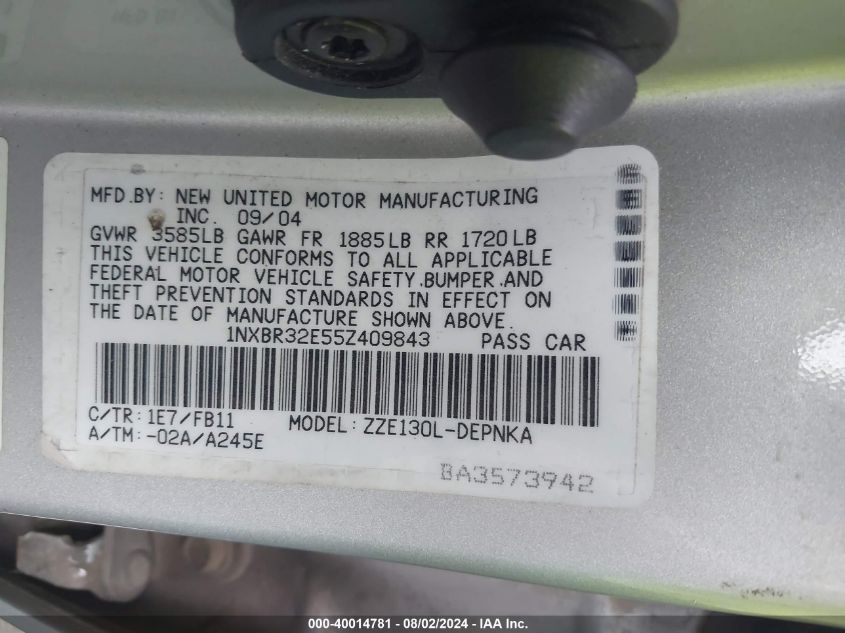 MFD.BY: NEW UNITED MOTOR MANUFACTURING
INC. 09/04
GVWR 3585LB GAWR FR 1885LB RR 1720LB
THIS VEHICLE CONFORMS TO ALL APPLICABLE
FEDERAL MOTOR VEHICLE SAFETY.BUMPER.AND
THEFT PREVENTION STANDARDS IN EFFECT ON
THE DATE OF MANUFACTURE SHOWN ABOVE.
1NXBR32E55Z409843 PASS CAR
C/TR: 1E7/FB11 MODEL: ZZE130L-DEPNKA
A/TM: -02A/A245E
BA3573942
000-40014781 - 08/02/2024 - IAA Inc.